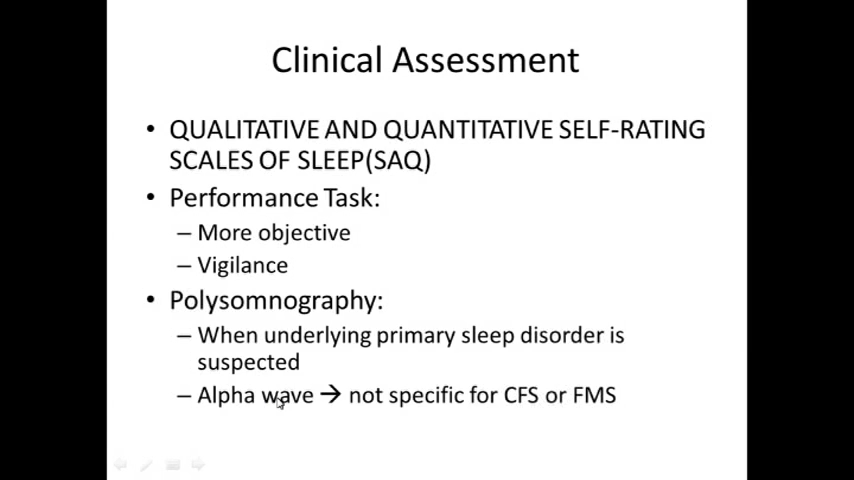 Clinical Assessment
• QUALITATIVE AND QUANTITATIVE SELF-RATING
SCALES OF SLEEP(SAQ)
• Performance Task:
– More objective
– Vigilance
• Polysomnography:
– When underlying primary sleep disorder is
suspected
– Alpha wave → not specific for CFS or FMS